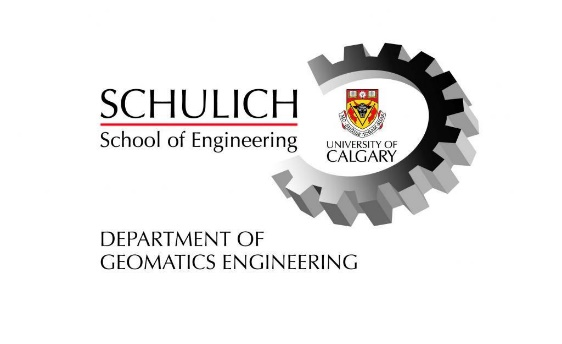 SCHULICH
School of Engineering
UNIVERSITY OF
CALGARY
DEPARTMENT OF
GEOMATICS ENGINEERING